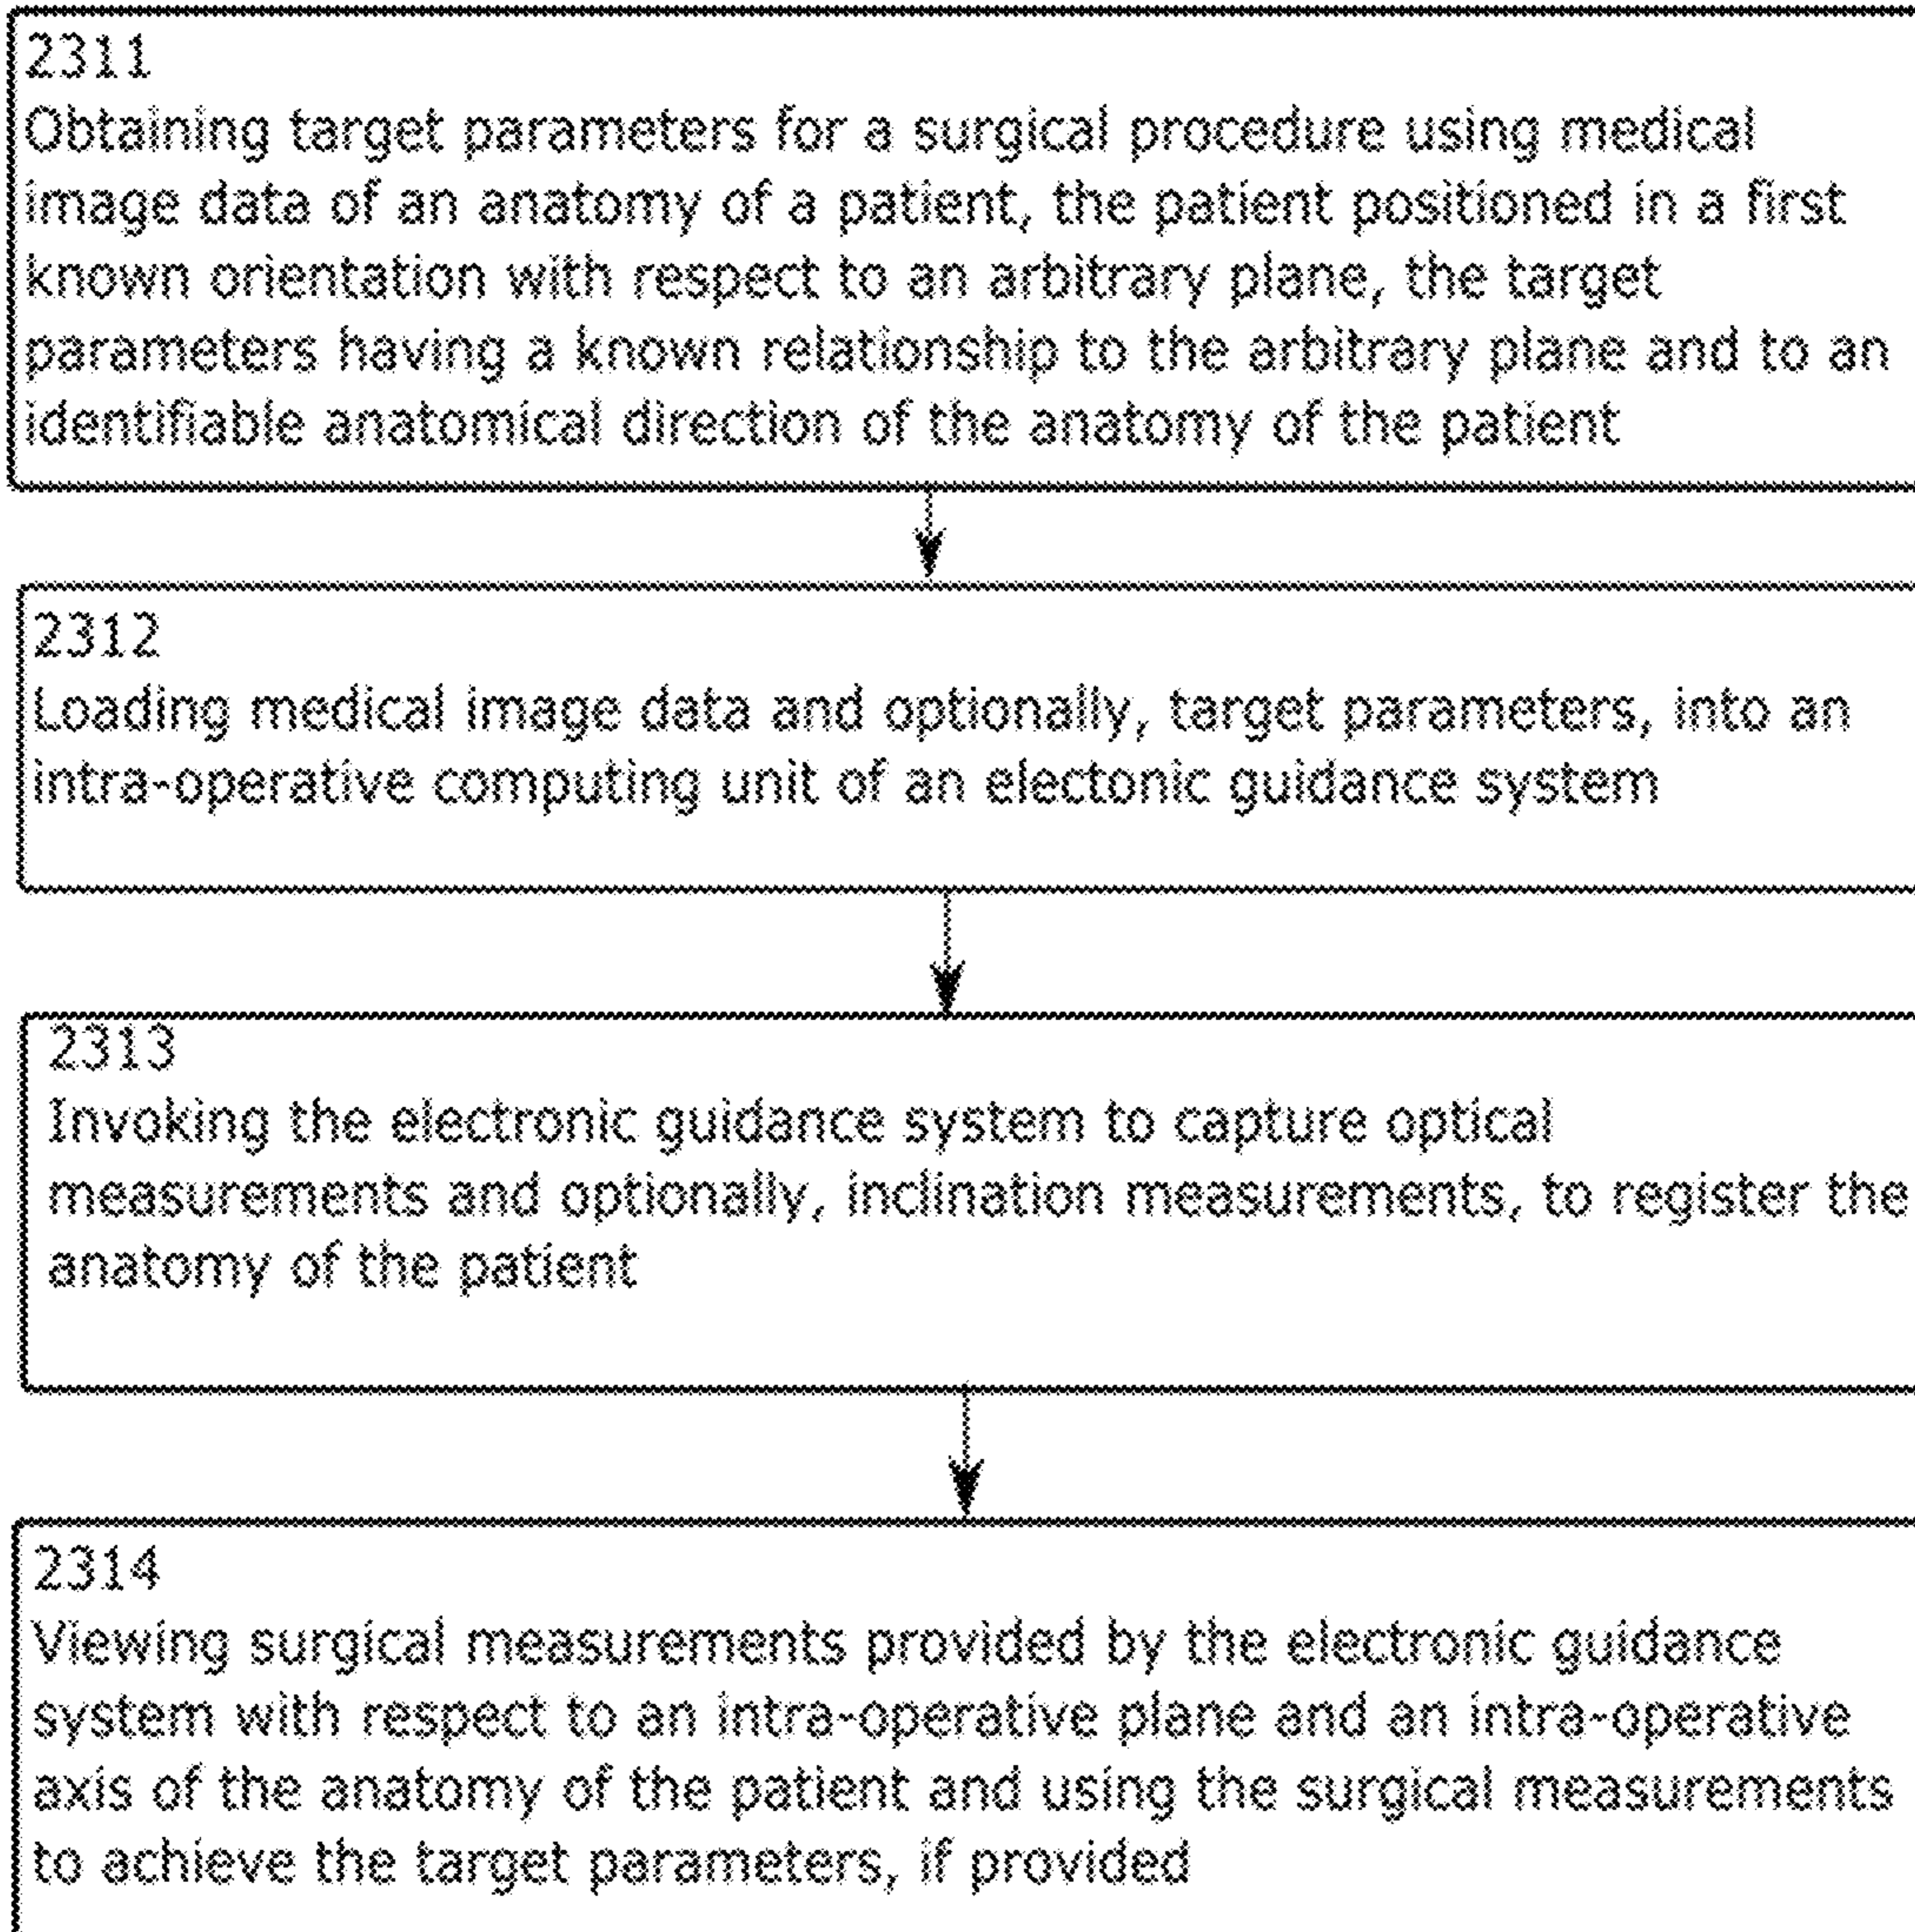 2311
Obtaining target parameters for a surgical procedure using medical
image data of an anatomy of a patient, the patient positioned in a first
known orientation with respect to an arbitrary plane, the target
parameters having a known relationship to the arbitrary plane and to an
identifiable anatomical direction of the anatomy of the patient
2312
Loading medical image data and optionally, target parameters, into an
intra-operative computing unit of an electonic guidance system
2313
Invoking the electronic guidance system to capture optical
measurements and optionally, inclination measurements, to register the
anatomy of the patient
2314
Viewing surgical measurements provided by the electronic guidance
system with respect to an intra-operative plane and an intra-operative
axis of the anatomy of the patient and using the surgical measurements
to achieve the target parameters, if provided